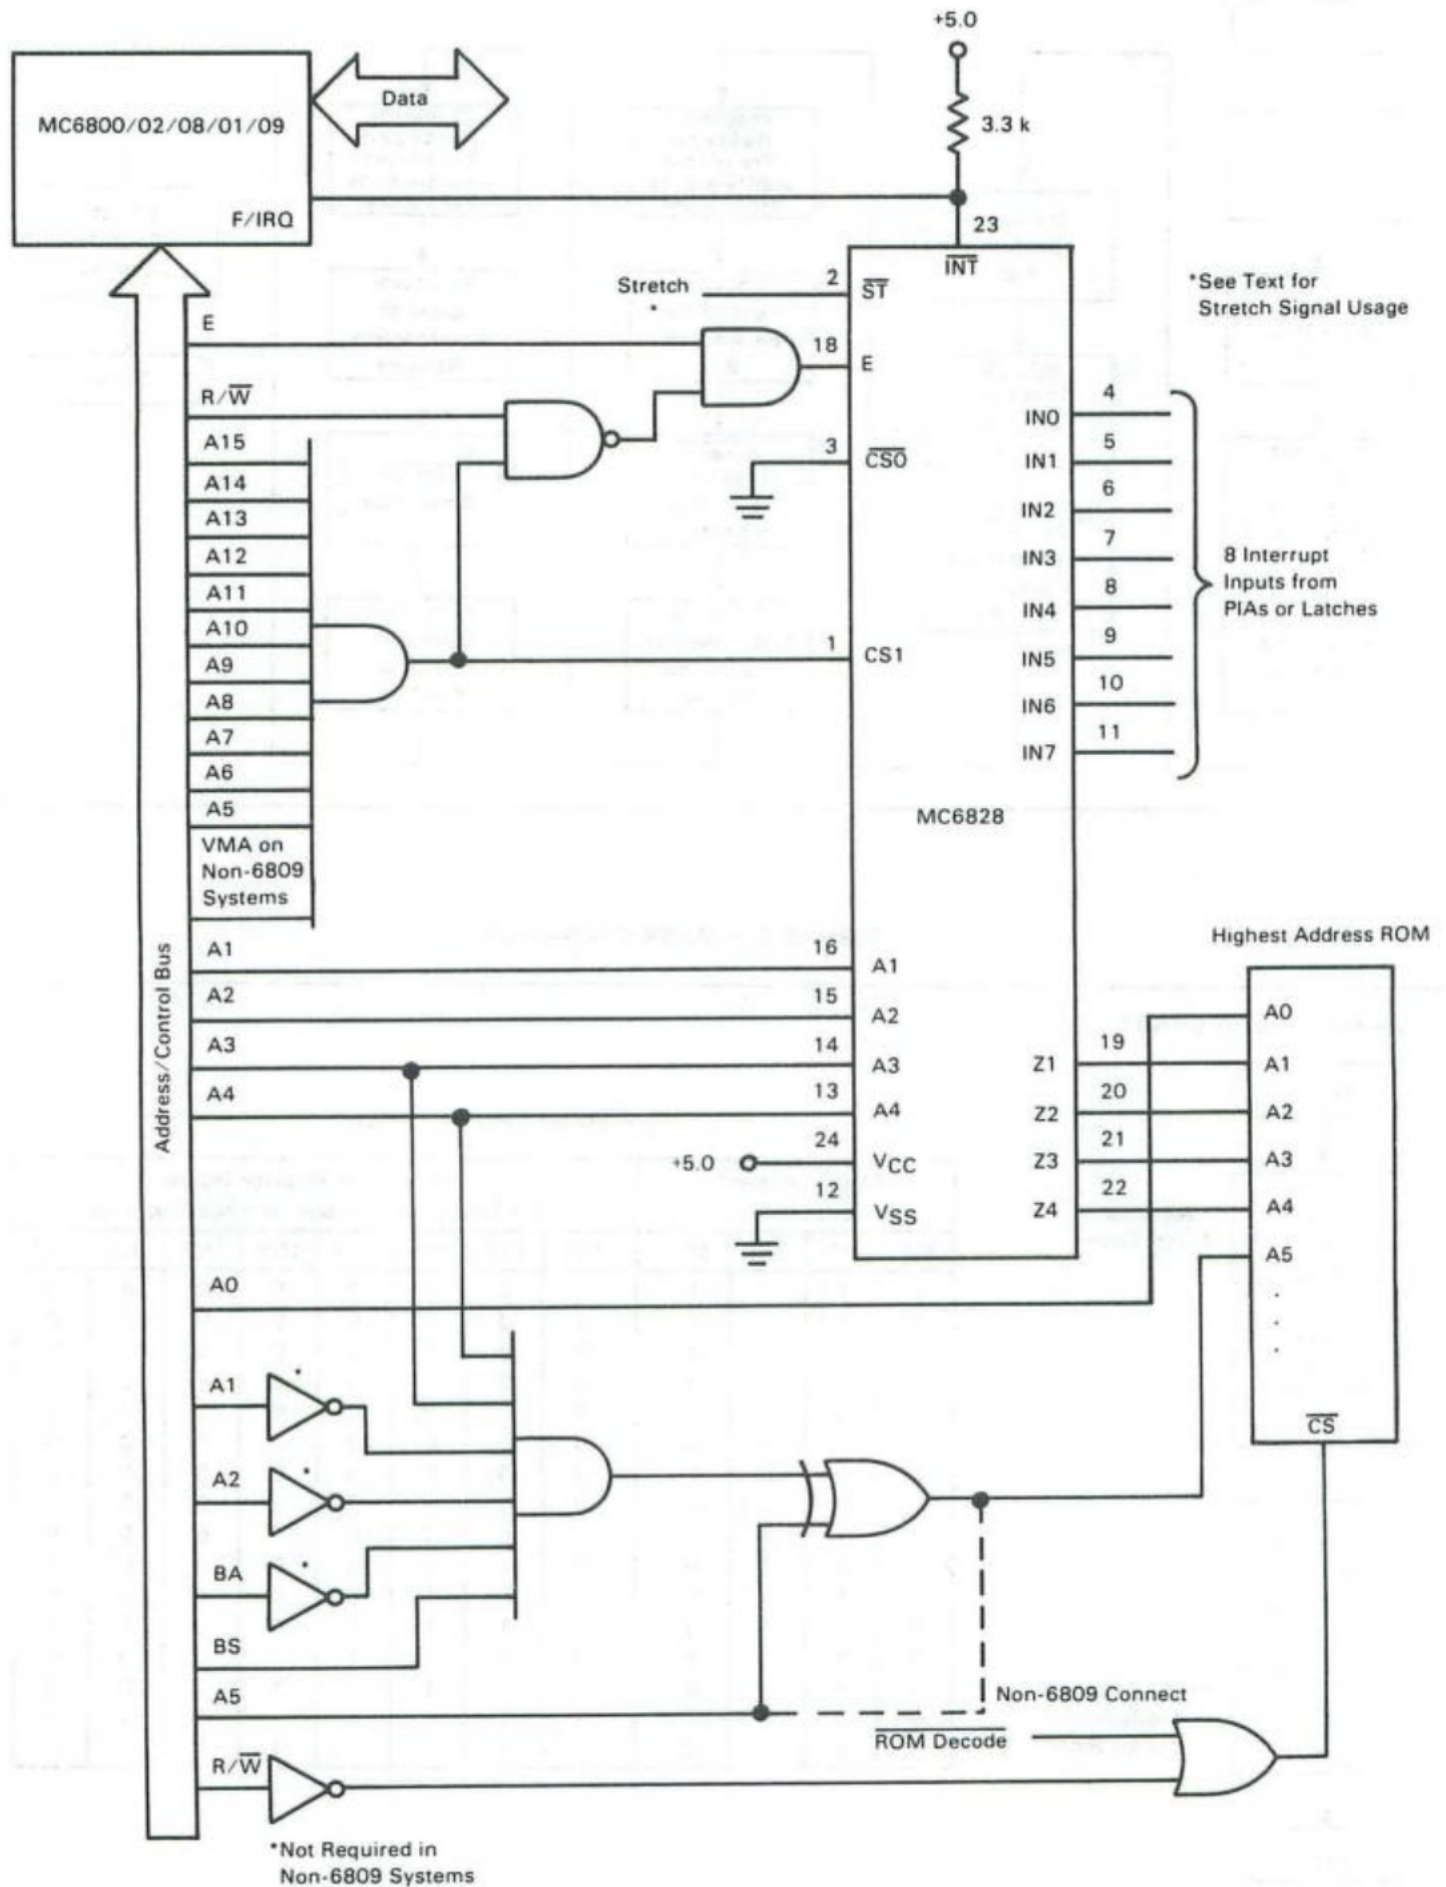 +5.0
MC6800/02/08/01/09
Data
3.3 k
F/IRQ
23
INT
Stretch
*
2
ST
*See Text for
Stretch Signal Usage
E
18
E
R/W
4
IN0
A15
3
CS0
5
IN1
A14
6
IN2
A13
7
IN3
A12
8
IN4
A11
9
IN5
A10
10
IN6
A9
11
IN7
A8
1
CS1
A7
A6
A5
8 Interrupt
Inputs from
PIAs or Latches
VMA on
Non-6809
Systems
MC6828
Address/Control Bus
A1
16
A1
A2
15
A2
A3
14
A3
A4
13
A4
+5.0
24
VCC
12
VSS
19
Z1
20
Z2
21
Z3
22
Z4
Highest Address ROM
A0
A1
A2
A3
A4
A5
.
.
.
CS
A0
A1
*
A2
*
BA
*
BS
A5
Non-6809 Connect
ROM Decode
R/W
*Not Required in
Non-6809 Systems